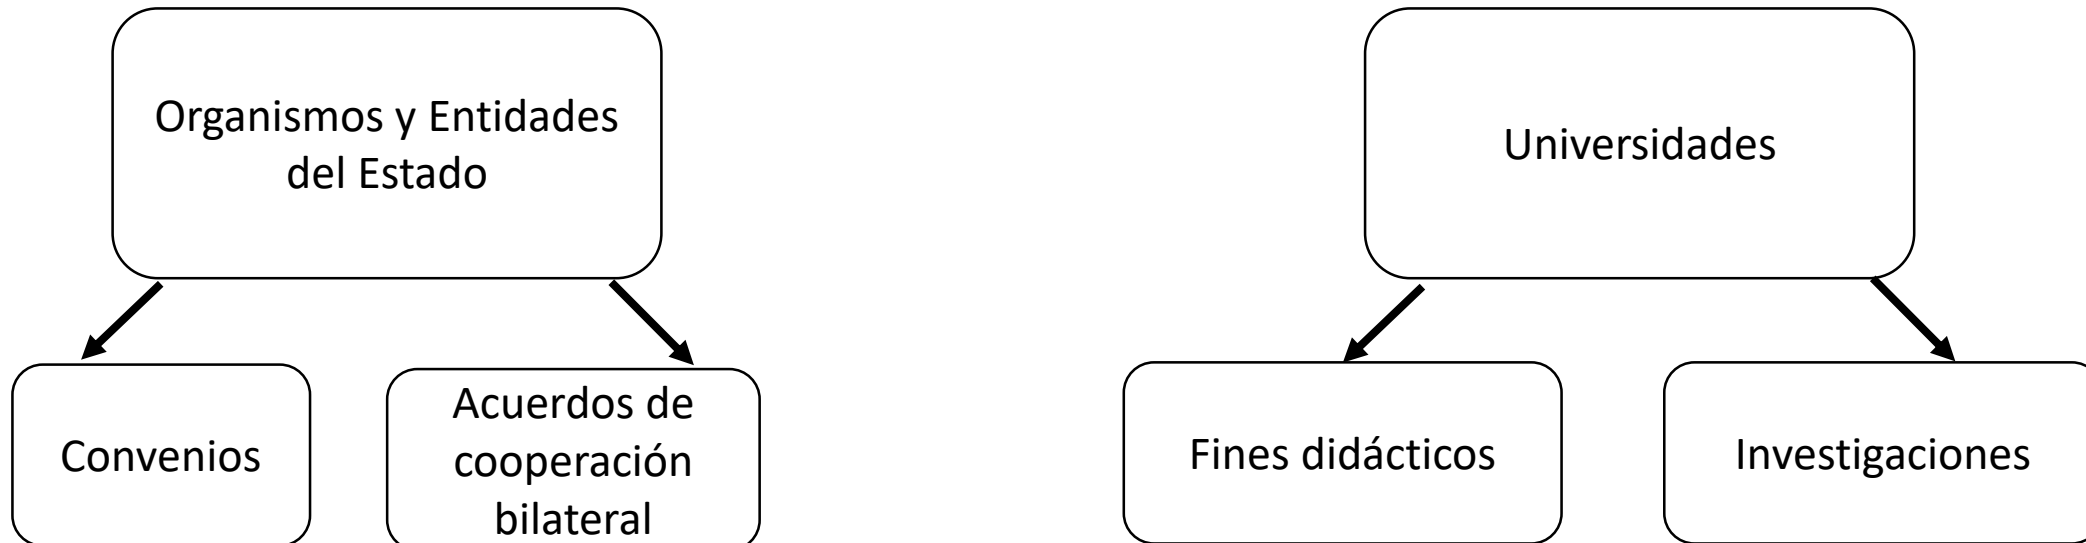 Organismos y Entidades
del Estado
Universidades
Convenios
Acuerdos de
cooperación
bilateral
Fines didácticos
Investigaciones